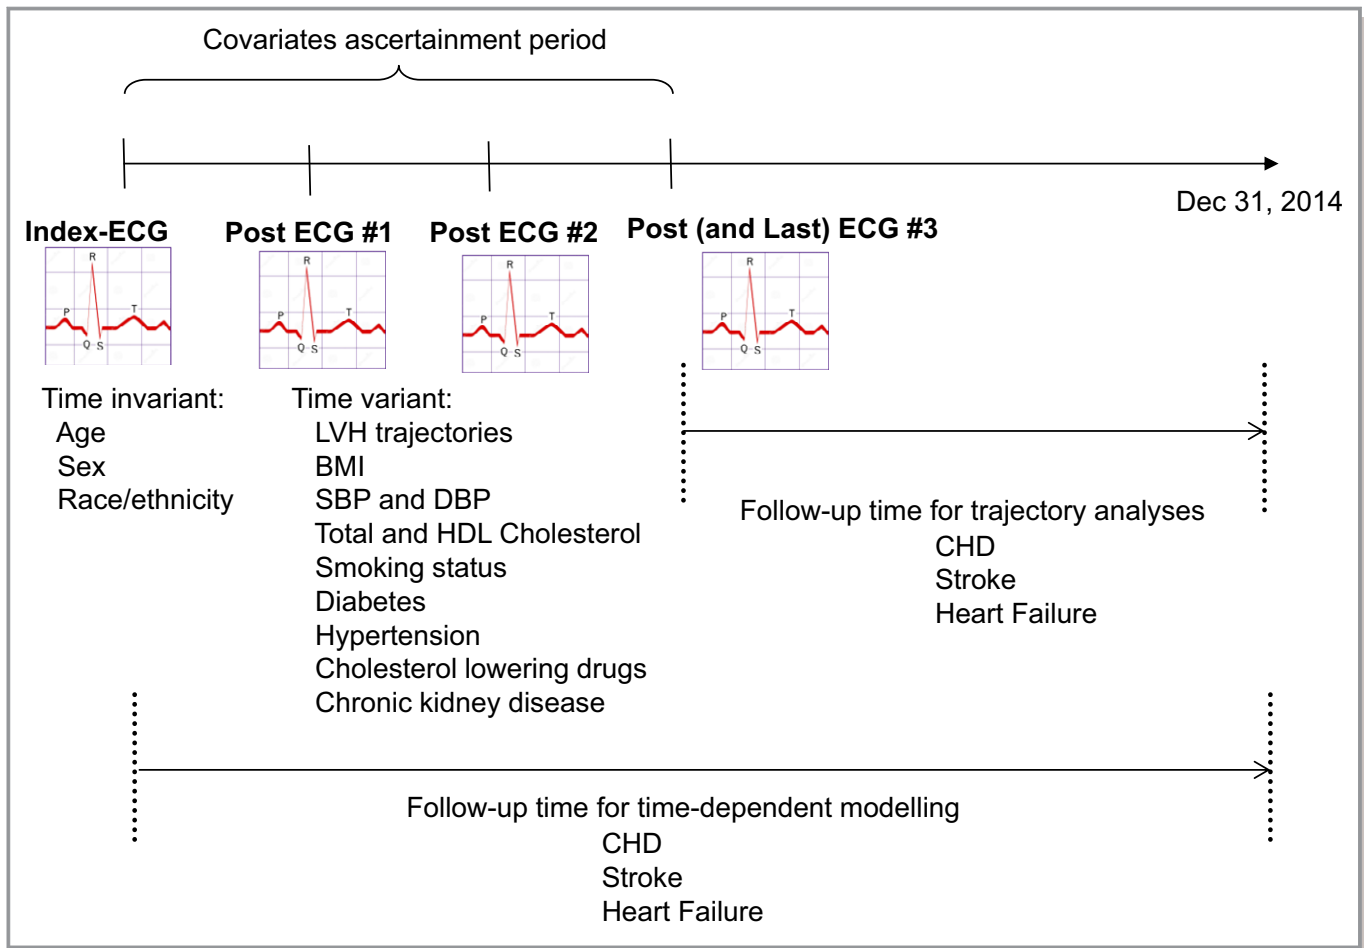 Covariates ascertainment period
Dec 31, 2014
Index-ECG
Post ECG #1
Post ECG #2
Post (and Last) ECG #3
R
P
T
Q
S
R
P
T
Q
S
R
P
T
Q
S
R
P
T
Q
S
Time invariant:
Age
Sex
Race/ethnicity
Time variant:
LVH trajectories
BMI
SBP and DBP
Total and HDL Cholesterol
Smoking status
Diabetes
Hypertension
Cholesterol lowering drugs
Chronic kidney disease
Follow-up time for trajectory analyses
CHD
Stroke
Heart Failure
Follow-up time for time-dependent modelling
CHD
Stroke
Heart Failure